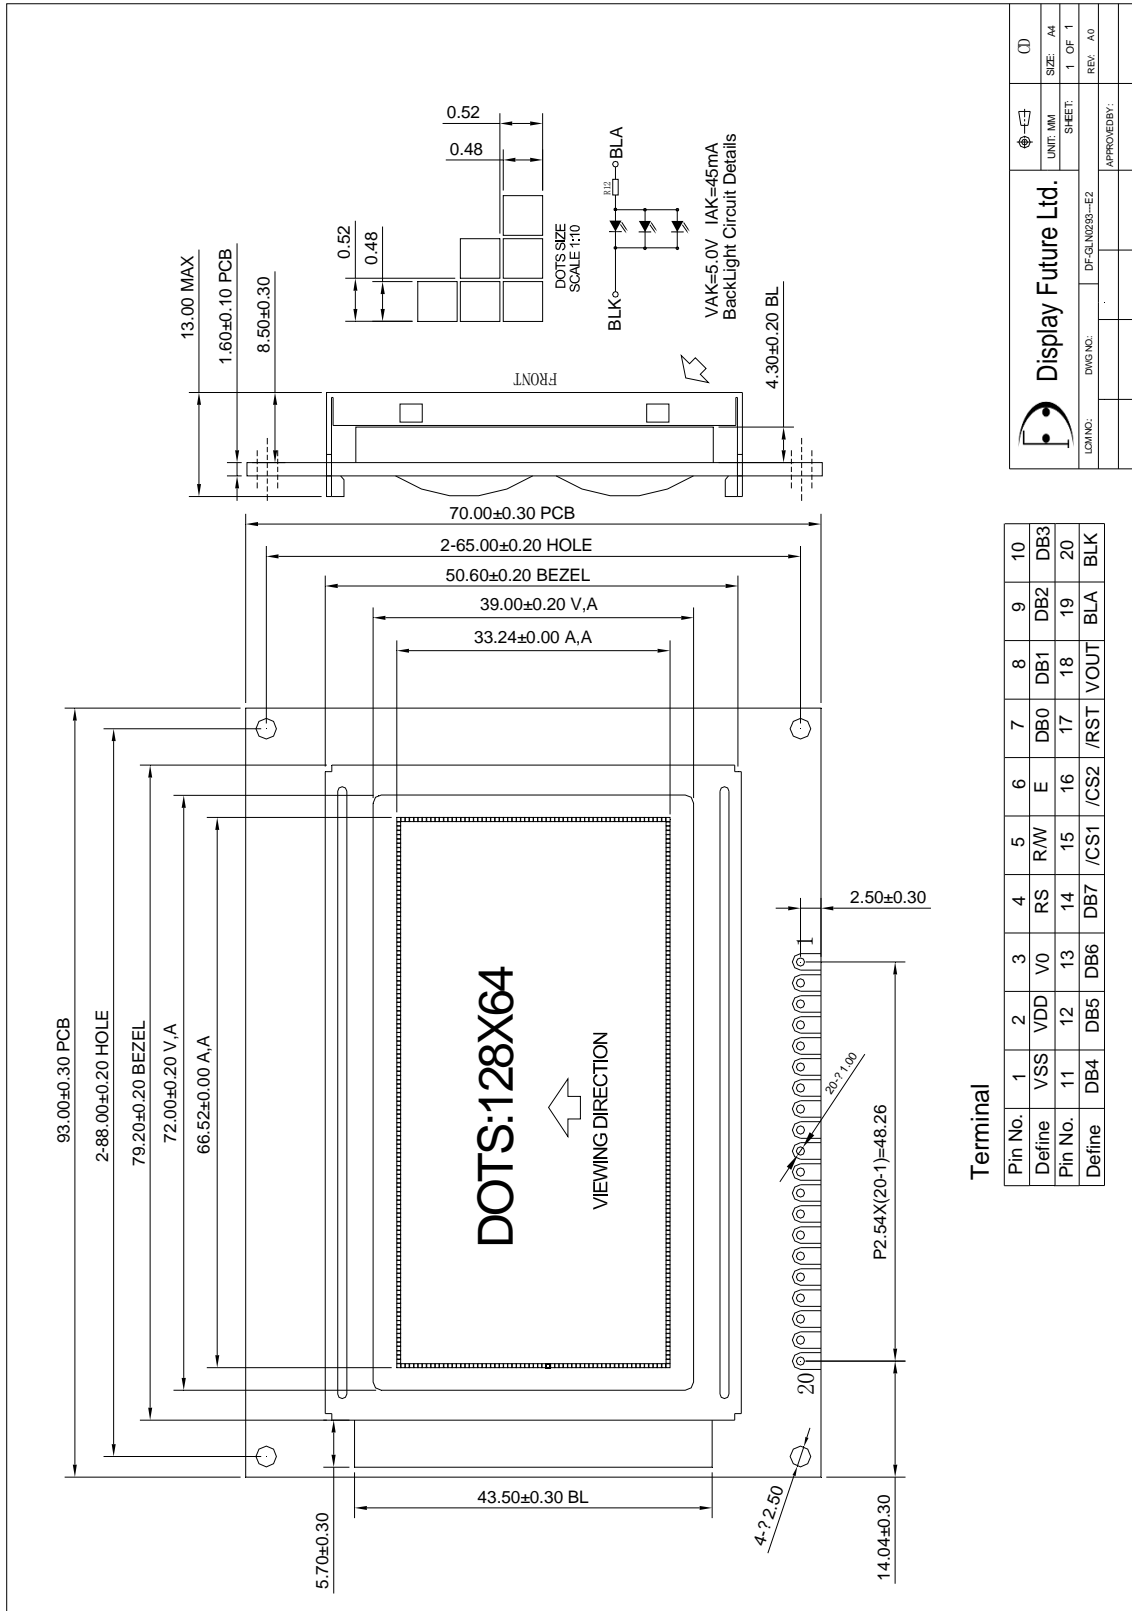 0.52
0.48
0.52
0.48
DOTS SIZE
SCALE 1:10
R12
BLA
BLK
VAK=5.0V IAK=45mA
BackLight Circuit Details
13.00 MAX
1.60±0.10 PCB
8.50±0.30
FRONT
4.30±0.20 BL
70.00±0.30 PCB
2-65.00±0.20 HOLE
50.60±0.20 BEZEL
39.00±0.20 V,A
33.24±0.00 A,A
93.00±0.30 PCB
2-88.00±0.20 HOLE
79.20±0.20 BEZEL
72.00±0.20 V,A
66.52±0.00 A,A
DOTS:128X64
VIEWING DIRECTION
2.50±0.30
1
20-? 1.00
P2.54X(20-1)=48.26
20
4-? 2.50
14.04±0.30
43.50±0.30 BL
5.70±0.30
Terminal
Pin No. 1 2 3 4 5 6 7 8 9 10
Define VSS VDD V0 RS R/W E DB0 DB1 DB2 DB3
Pin No. 11 12 13 14 15 16 17 18 19 20
Define DB4 DB5 DB6 DB7 /CS1 /CS2 /RST VOUT BLA BLK
Display Future Ltd.
UNIT: MM SIZE: A4
SHEET: 1 OF 1
LCM NO.: DWG NO.: DF-GLN0293---E2 REV.: A0
APPROVED BY: